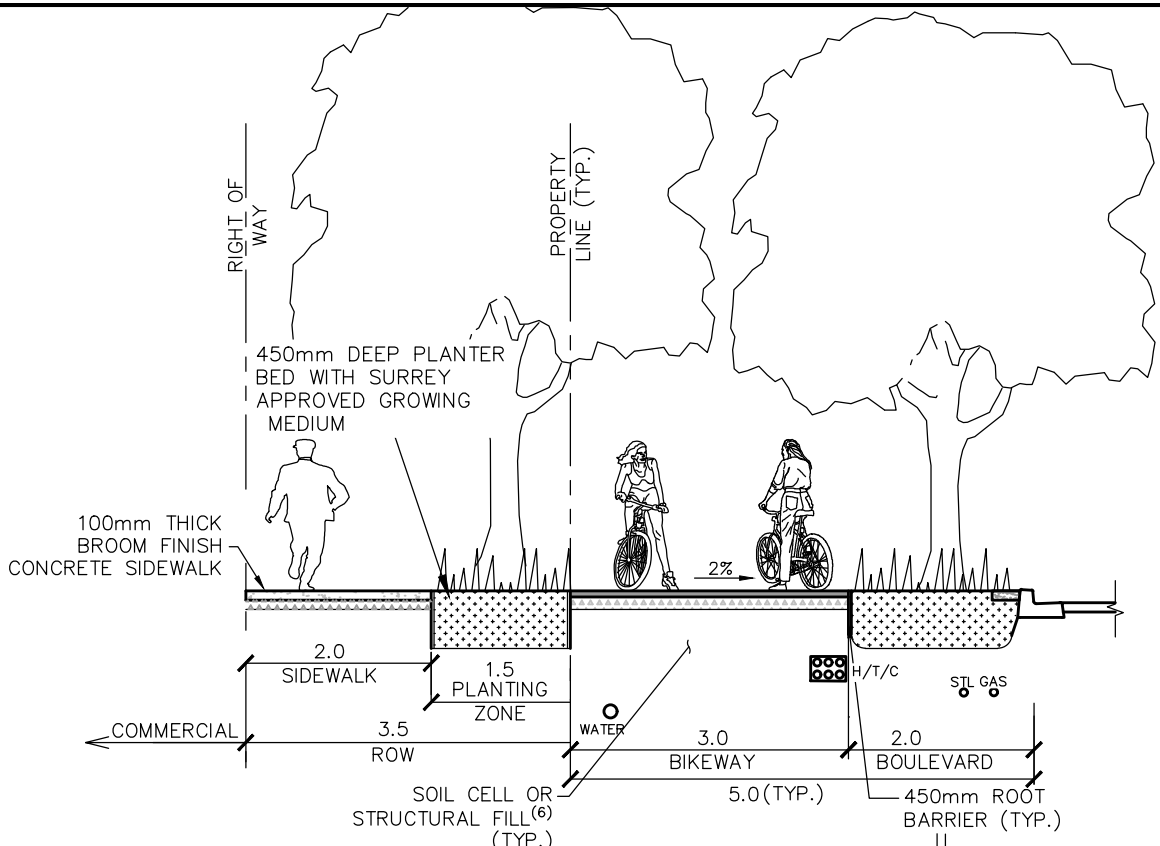 RIGHT OF
WAY
PROPERTY
LINE (TYP.)
450mm DEEP PLANTER
BED WITH SURREY
APPROVED GROWING
MEDIUM
100mm THICK
BROOM FINISH
CONCRETE SIDEWALK
2%
2.0
SIDEWALK
1.5
PLANTING
ZONE
H/T/C
STL GAS
WATER
COMMERCIAL
3.5
ROW
3.0
BIKEWAY
2.0
BOULEVARD
5.0 (TYP.)
SOIL CELL OR
STRUCTURAL FILL(6)
(TYP.)
450mm ROOT
BARRIER (TYP.)